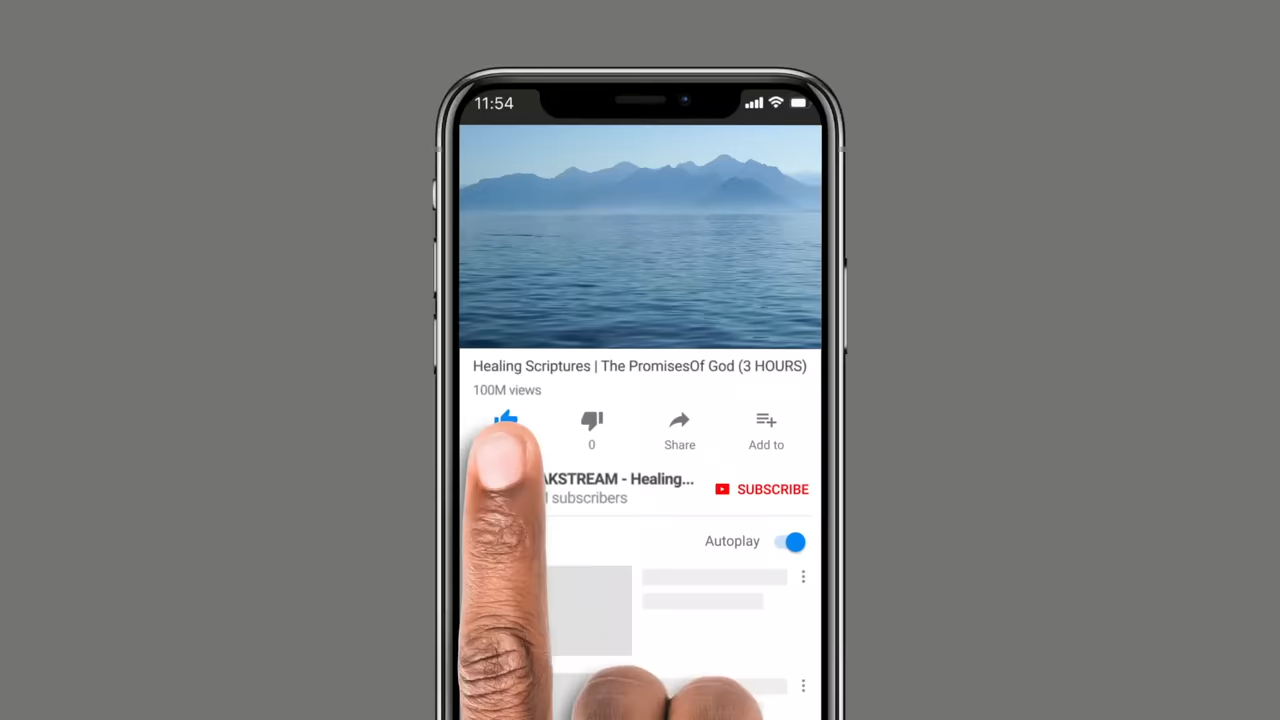 11:54
Healing Scriptures | The PromisesOf God (3 HOURS)
100M views
0
Share
Add to
- Healing...
subscribers
SUBSCRIBE
Autoplay